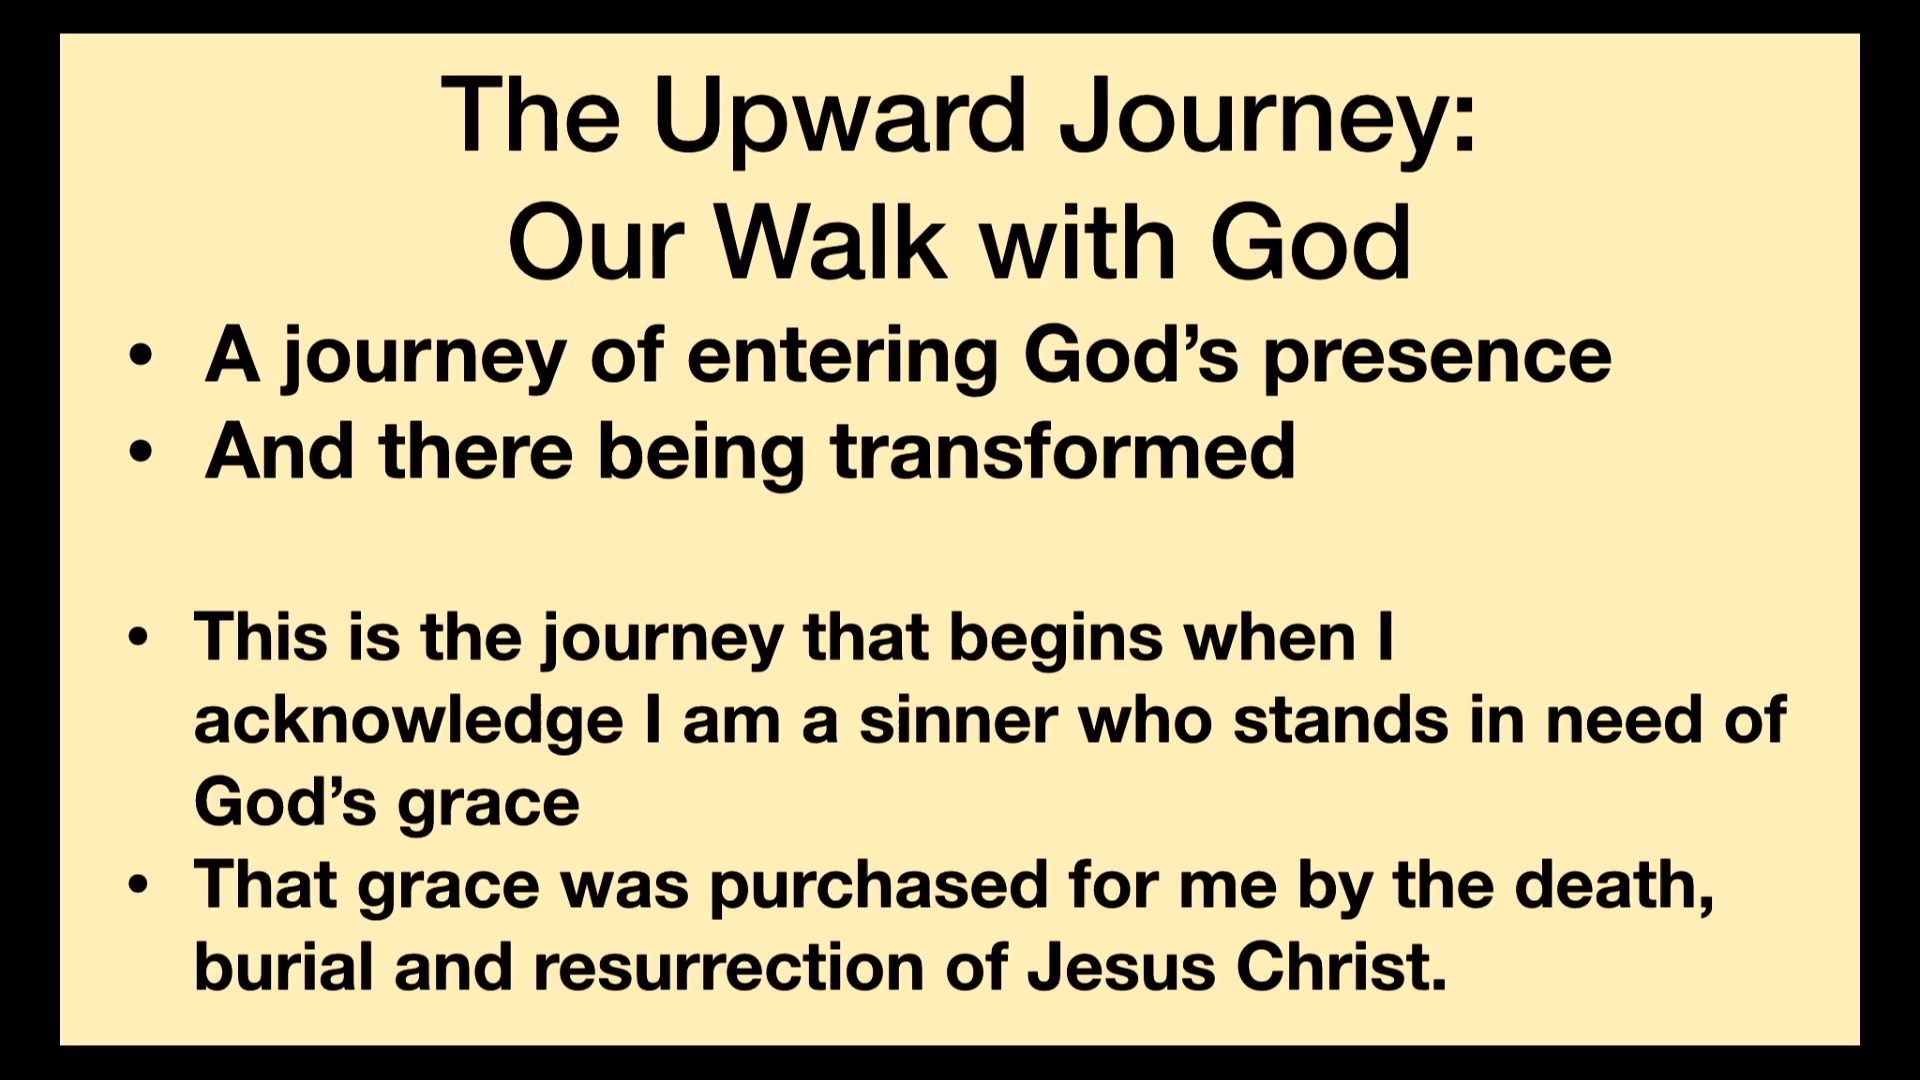 The Upward Journey:
Our Walk with God
• A journey of entering God’s presence
• And there being transformed
• This is the journey that begins when I
acknowledge I am a sinner who stands in need of
God’s grace
• That grace was purchased for me by the death,
burial and resurrection of Jesus Christ.